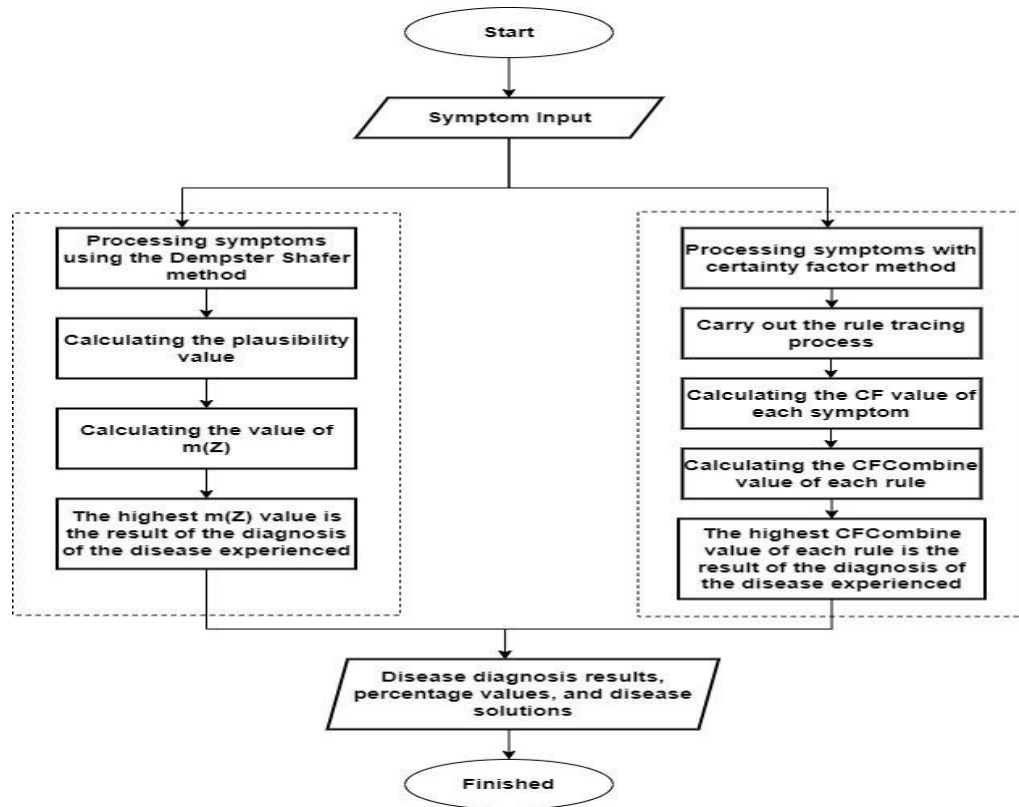 Start
Symptom Input
Processing symptoms
using the Dempster Shafer
method
Calculating the plausibility
value
Calculating the value of
m(Z)
The highest m(Z) value is
the result of the diagnosis
of the disease experienced
Processing symptoms with
certainty factor method
Carry out the rule tracing
process
Calculating the CF value of
each symptom
Calculating the CFCombine
value of each rule
The highest CFCombine
value of each rule is the
result of the diagnosis of
the disease experienced
Disease diagnosis results,
percentage values, and disease
solutions
Finished